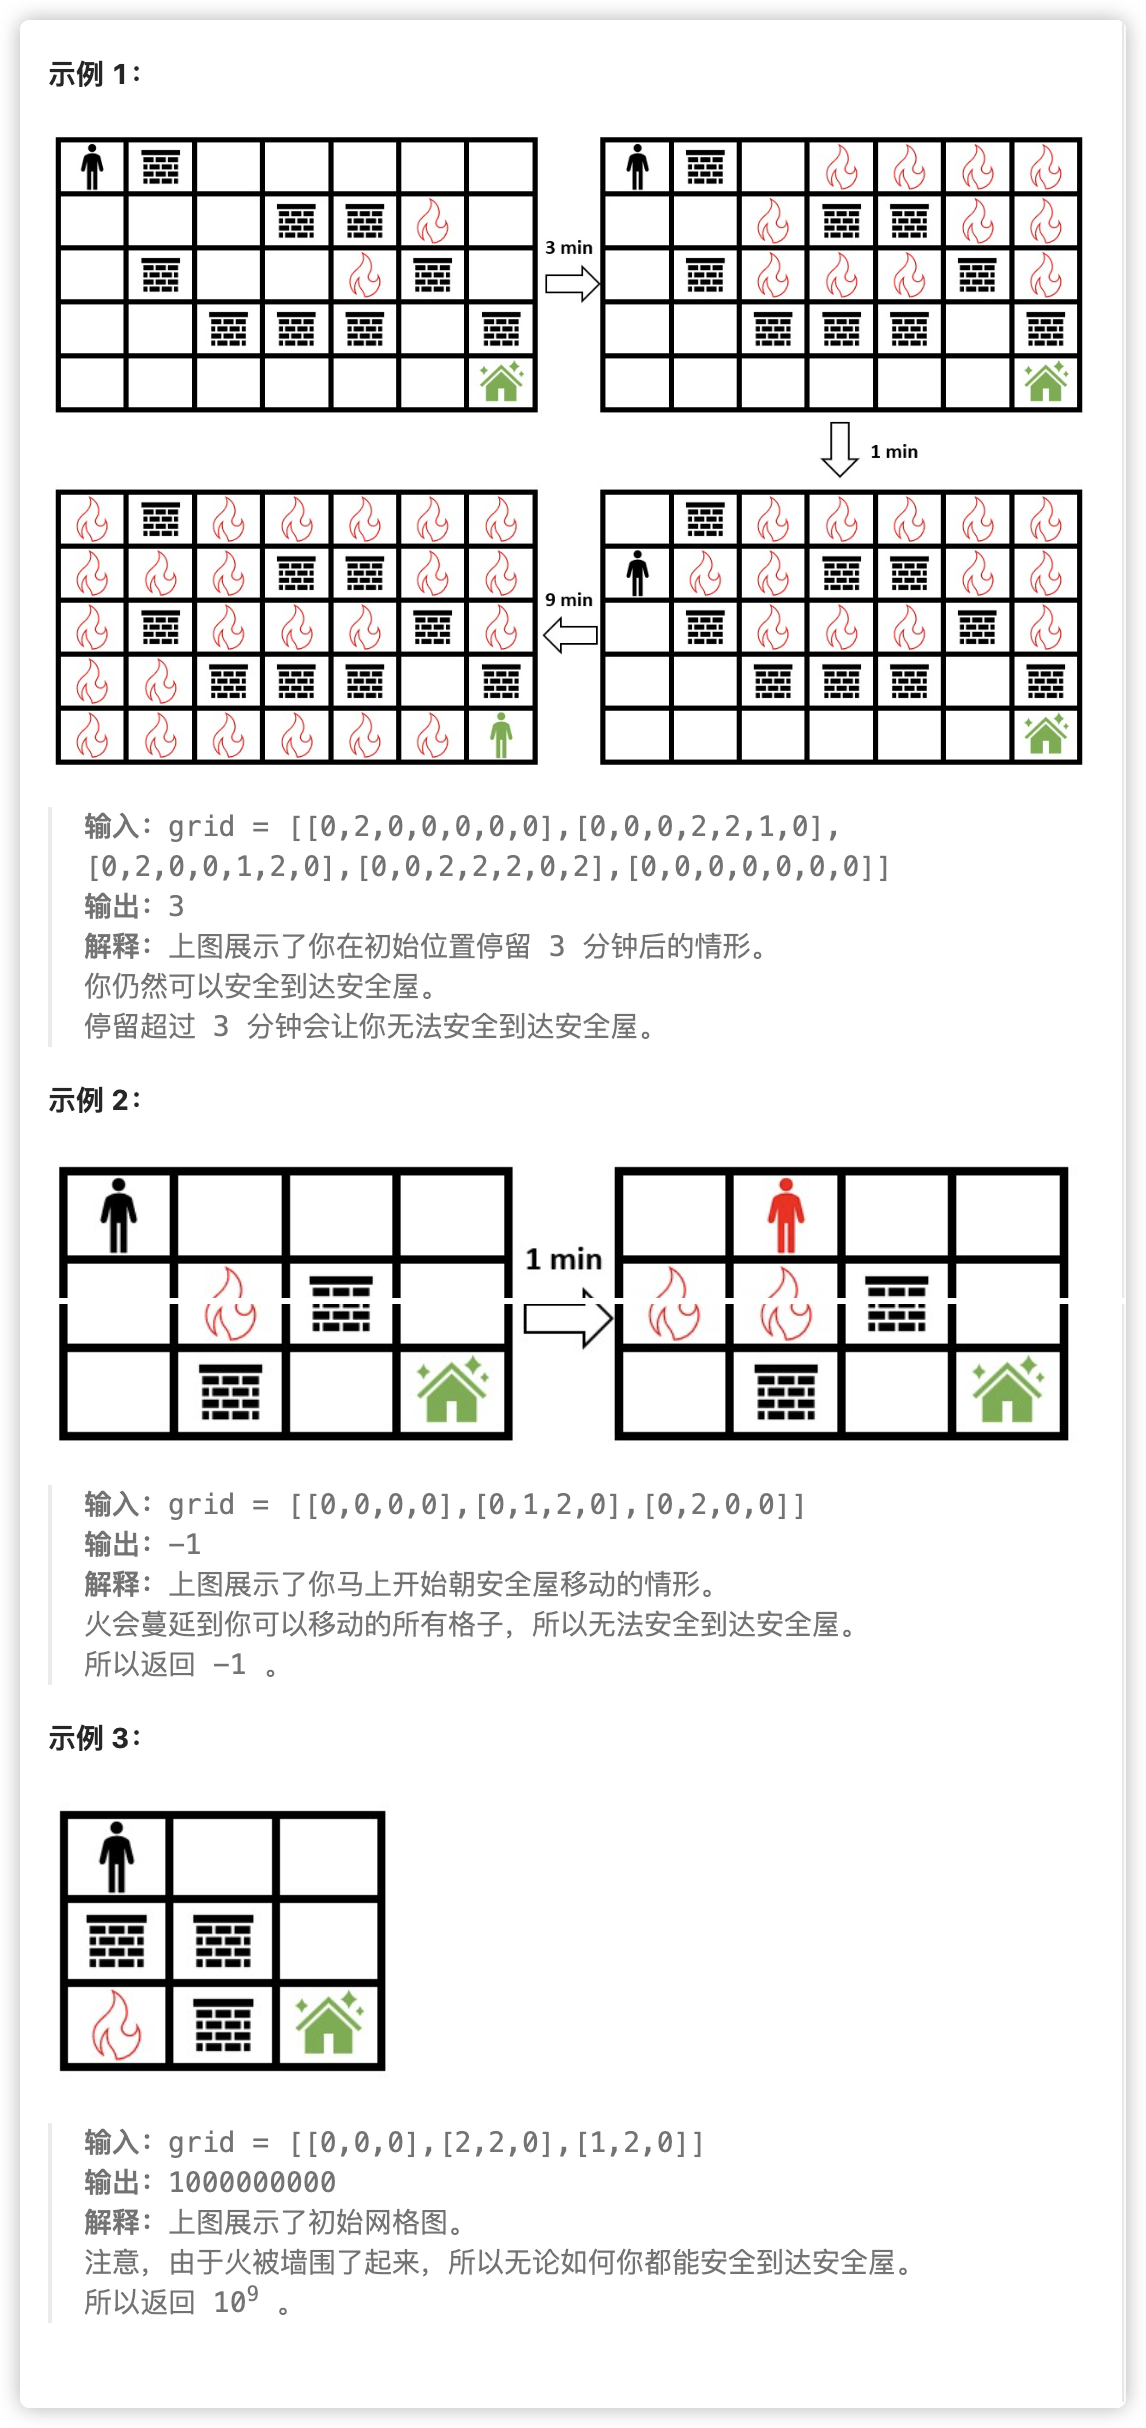 示例 1：
3 min
1 min
9 min
输入：grid = [[0,2,0,0,0,0,0],[0,0,0,2,2,1,0],
[0,2,0,0,1,2,0],[0,0,2,2,2,0,2],[0,0,0,0,0,0,0]]
输出：3
解释：上图展示了你在初始位置停留 3 分钟后的情形。
你仍然可以安全到达安全屋。
停留超过 3 分钟会让你无法安全到达安全屋。
示例 2：
1 min
输入：grid = [[0,0,0,0],[0,1,2,0],[0,2,0,0]]
输出：-1
解释：上图展示了你马上开始朝安全屋移动的情形。
火会蔓延到你可以移动的所有格子，所以无法安全到达安全屋。
所以返回 -1 。
示例 3：
输入：grid = [[0,0,0],[2,2,0],[1,2,0]]
输出：1000000000
解释：上图展示了初始网格图。
注意，由于火被墙围了起来，所以无论如何你都能安全到达安全屋。
所以返回 10⁹ 。